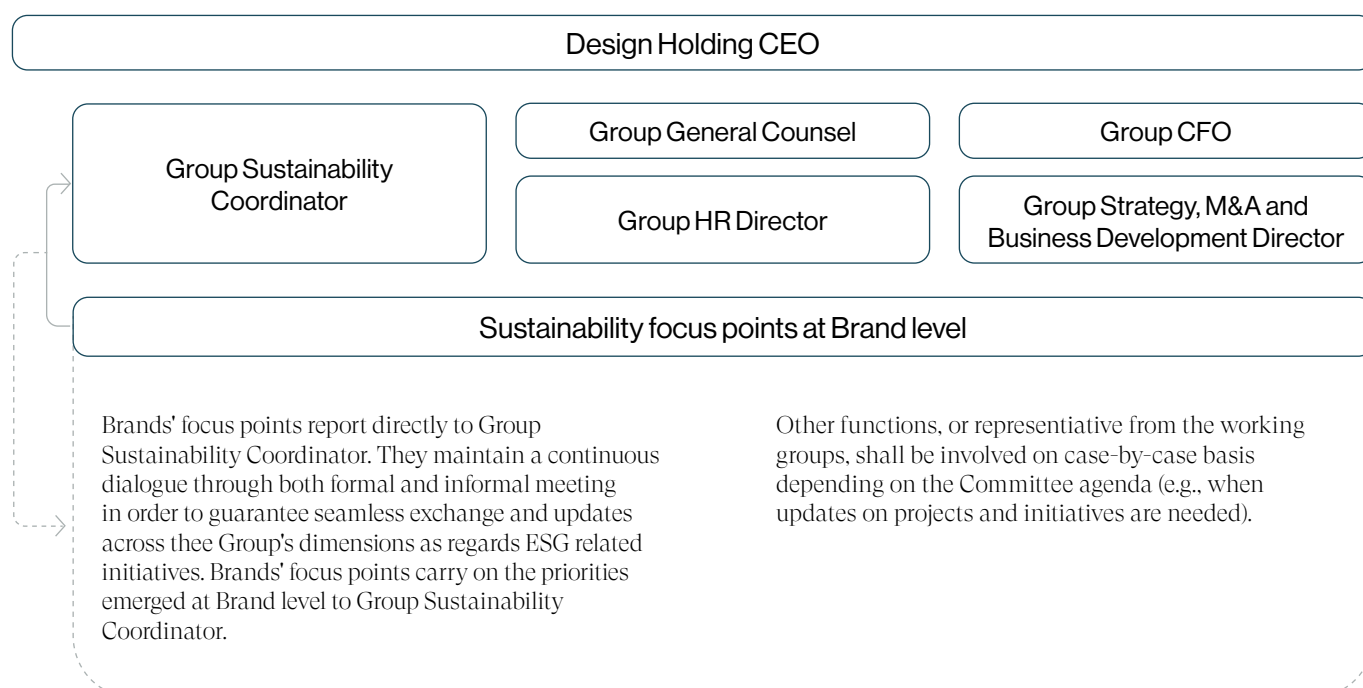 Design Holding CEO
Group Sustainability
Coordinator
Group General Counsel
Group CFO
Group HR Director
Group Strategy, M&A and
Business Development Director
Sustainability focus points at Brand level
Brands' focus points report directly to Group
Sustainability Coordinator. They maintain a continuous
dialogue through both formal and informal meeting
in order to guarantee seamless exchange and updates
across thee Group's dimensions as regards ESG related
initiatives. Brands' focus points carry on the priorities
emerged at Brand level to Group Sustainability
Coordinator.
Other functions, or representative from the working
groups, shall be involved on case-by-case basis
depending on the Committee agenda (e.g., when
updates on projects and initiatives are needed).